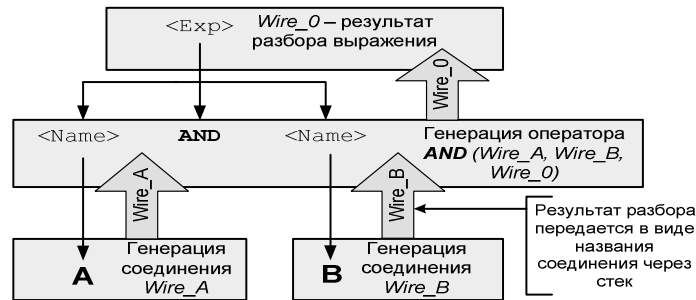 <Exp>
Wire_0 – результат
разбора выражения
Wire_0
<Name>
AND
<Name>
Генерация оператора
AND (Wire_A, Wire_B,
Wire_0)
Wire_A
Wire_B
A
Генерация
соединения
Wire_A
B
Генерация
соединения
Wire_B
Результат разбора
передается в виде
названия
соединения через
стек